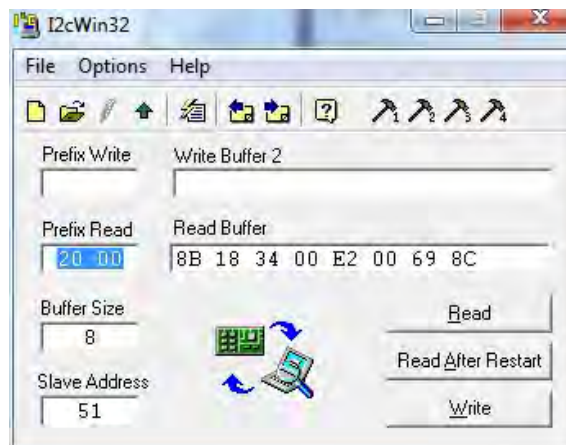 I2cWin32
File Options Help
Prefix Write Write Buffer 2
Prefix Read Read Buffer
20 00 8B 18 34 00 E2 00 69 8C
Buffer Size
8
Read
Read After Restart
Slave Address
51
Write